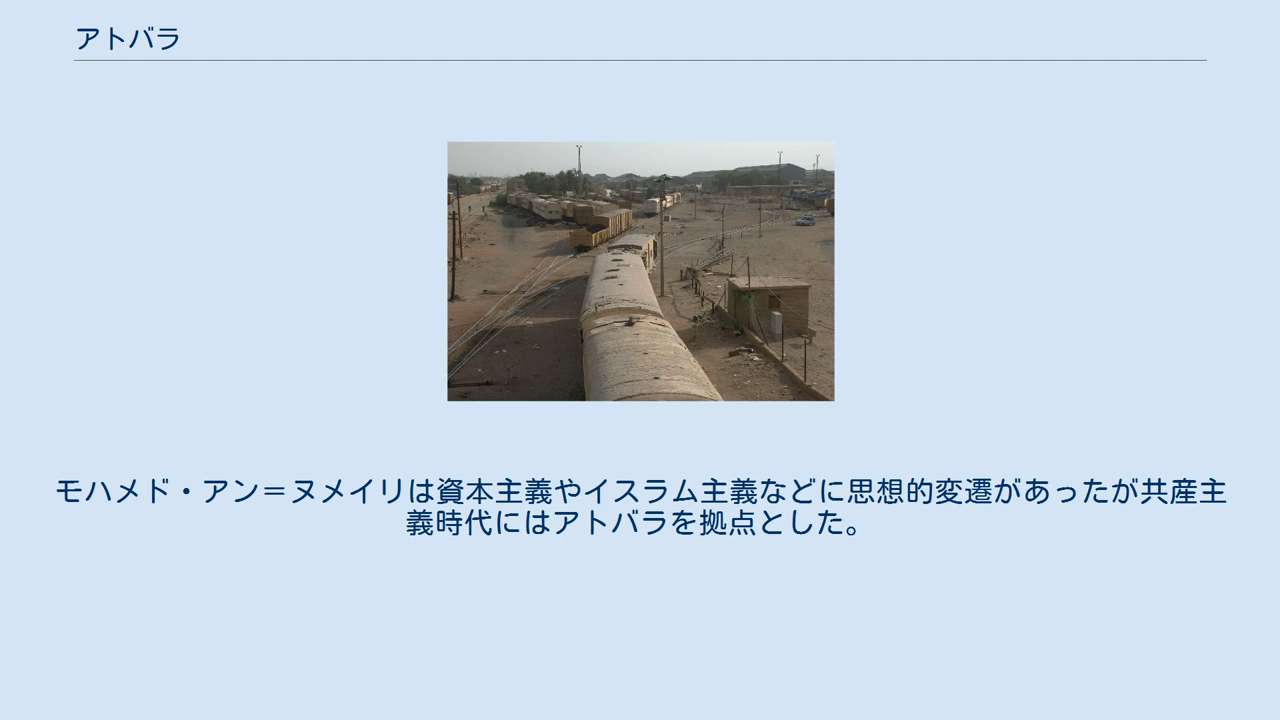 アトバラ
モハメド・アン＝ヌメイリは資本主義やイスラム主義などに思想的変遷があったが共産主
義時代にはアトバラを拠点とした。